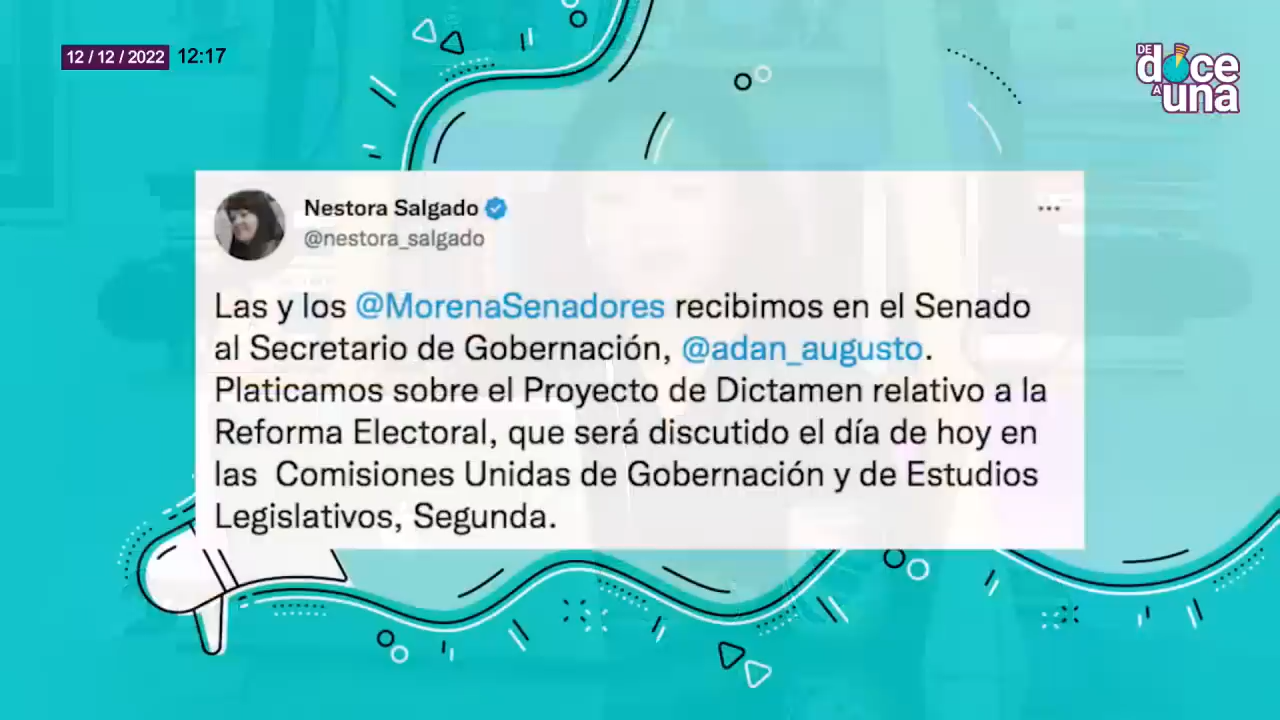 12 / 12 / 2022 12:17
DE
doce
A
una
Nestora Salgado
@nestora_salgado
Las y los @MorenaSenadores recibimos en el Senado
al Secretario de Gobernación, @adan_augusto.
Platicamos sobre el Proyecto de Dictamen relativo a la
Reforma Electoral, que será discutido el día de hoy en
las  Comisiones Unidas de Gobernación y de Estudios
Legislativos, Segunda.